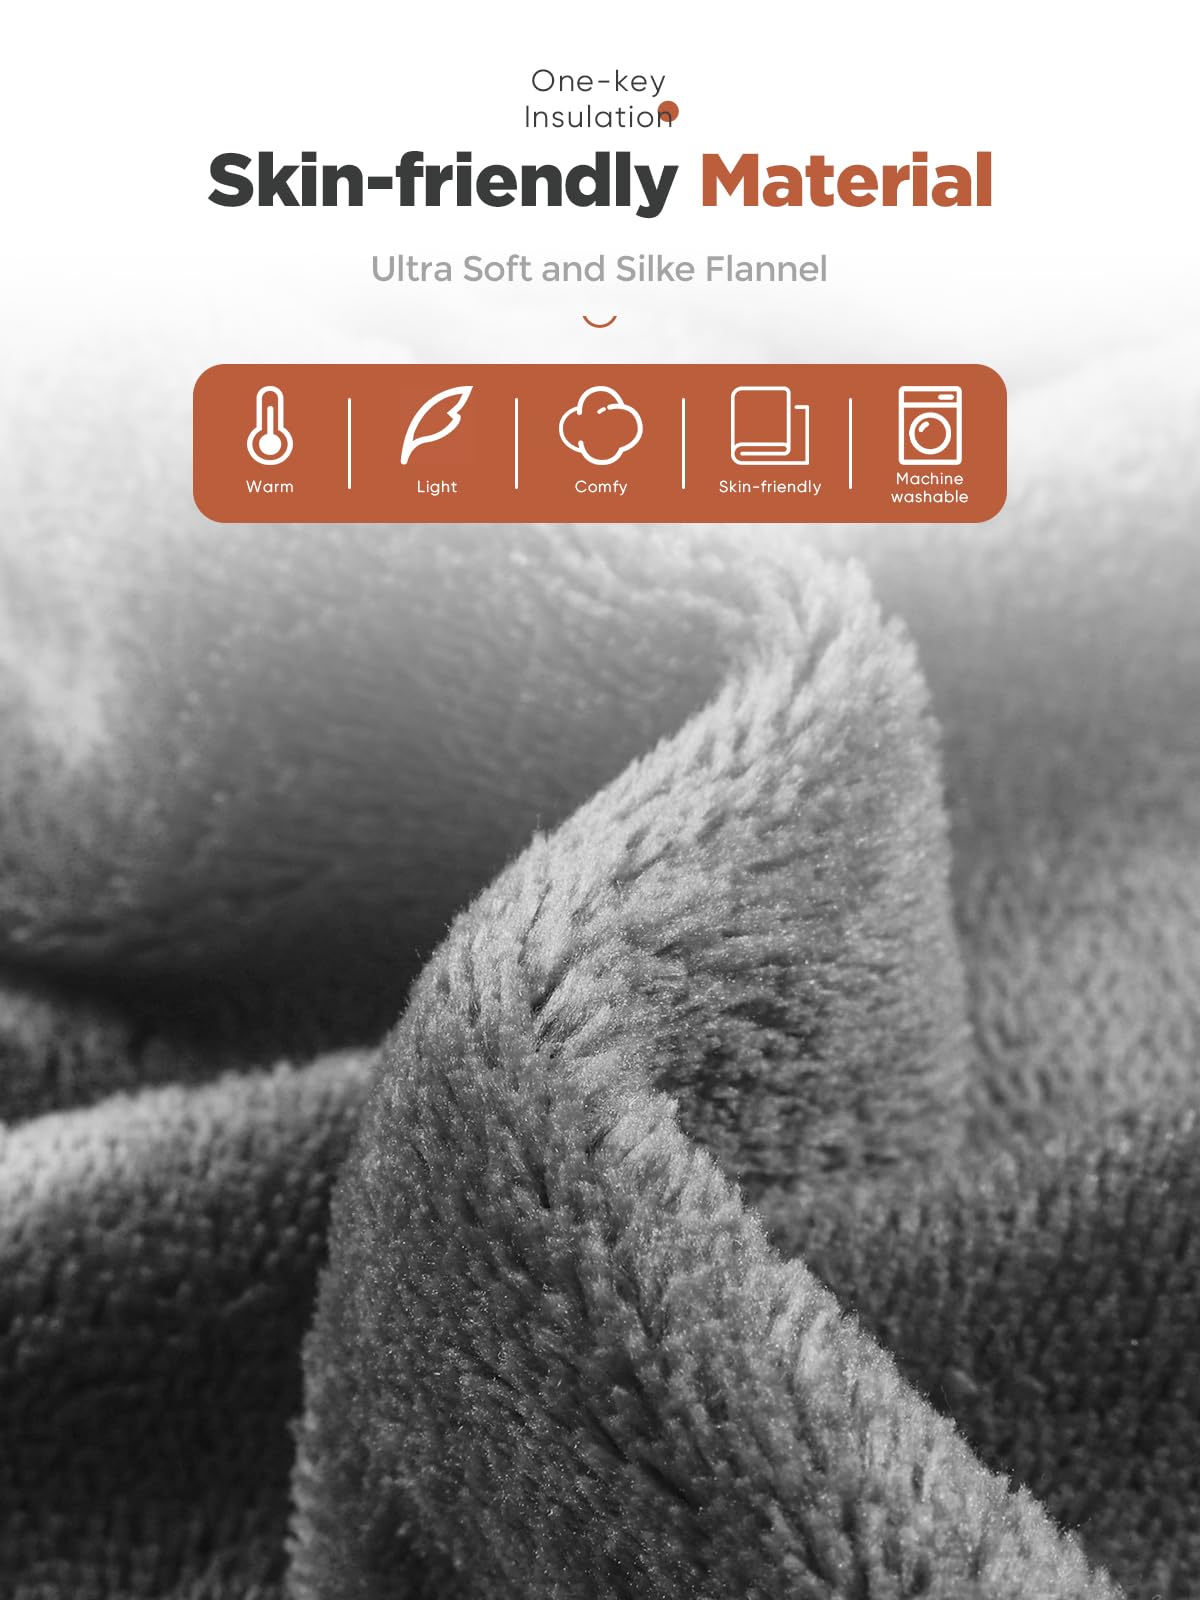 One-key
Insulation
Skin-friendly Material
Ultra Soft and Silke Flannel
Warm
Light
Comfy
Skin-friendly
Machine
washable